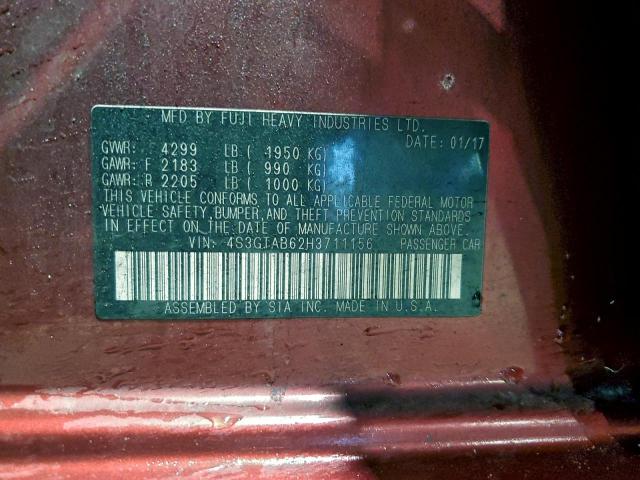 MFD BY FUJI HEAVY INDUSTRIES LTD.
DATE: 01/17
GVWR: 4299 LB ( 1950 KG)
GAWR: F 2183 LB ( 990 KG)
GAWR: R 2205 LB ( 1000 KG)
THIS VEHICLE CONFORMS TO ALL APPLICABLE FEDERAL MOTOR
VEHICLE SAFETY, BUMPER, AND THEFT PREVENTION STANDARDS
IN EFFECT ON THE DATE OF MANUFACTURE SHOWN ABOVE.
VIN: 4S3GTAB62H3711156 PASSENGER CAR
ASSEMBLED BY SIA INC. MADE IN U.S.A.